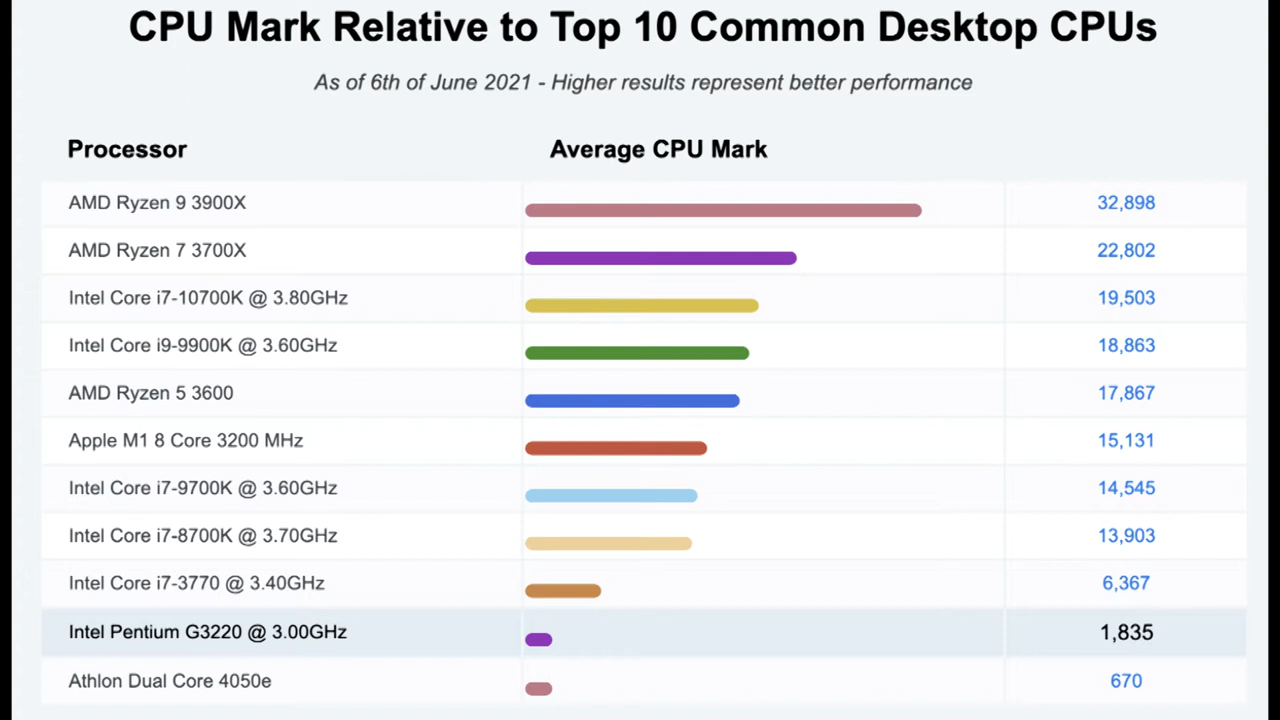 CPU Mark Relative to Top 10 Common Desktop CPUs
As of 6th of June 2021 - Higher results represent better performance
Processor Average CPU Mark
AMD Ryzen 9 3900X 32,898
AMD Ryzen 7 3700X 22,802
Intel Core i7-10700K @ 3.80GHz 19,503
Intel Core i9-9900K @ 3.60GHz 18,863
AMD Ryzen 5 3600 17,867
Apple M1 8 Core 3200 MHz 15,131
Intel Core i7-9700K @ 3.60GHz 14,545
Intel Core i7-8700K @ 3.70GHz 13,903
Intel Core i7-3770 @ 3.40GHz 6,367
Intel Pentium G3220 @ 3.00GHz 1,835
Athlon Dual Core 4050e 670